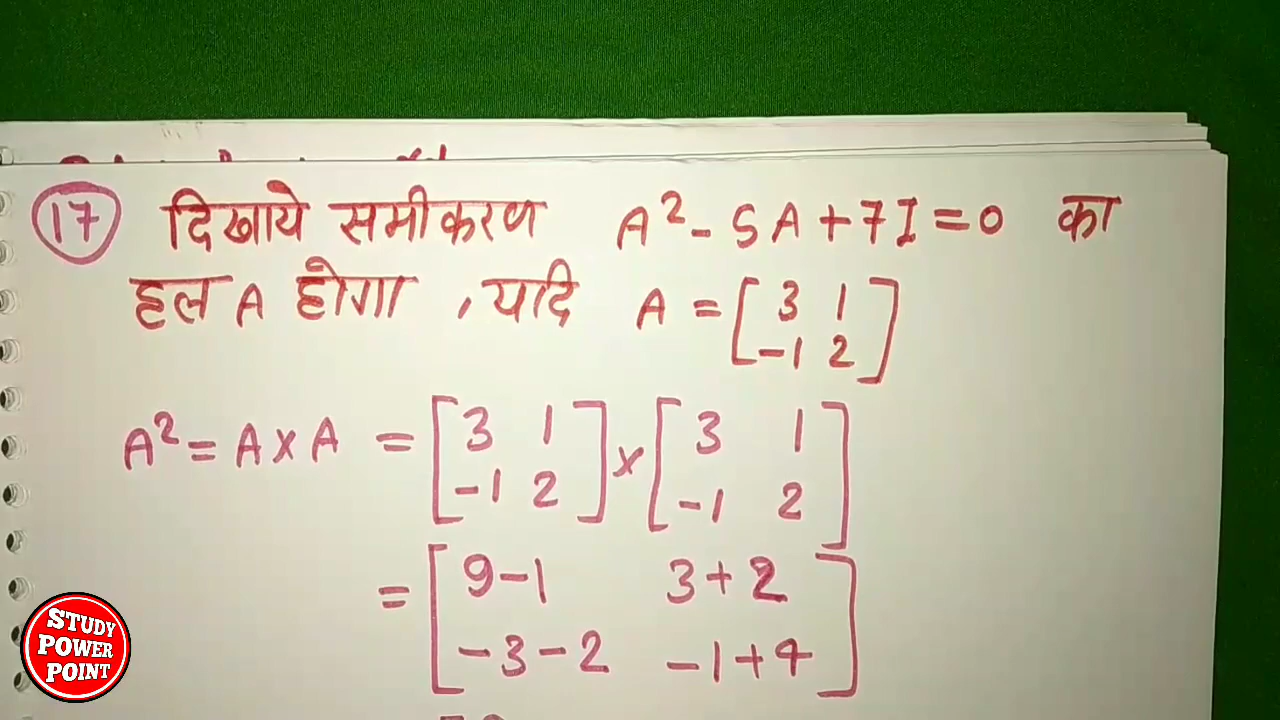 17 दिखाये समीकरण A² - 5A + 7I = 0 का
हल A होगा , यदि A = [ 3 1
-1 2 ]
A² = A × A = [ 3 1 ] × [ 3 1 ]
[ -1 2 ] [ -1 2 ]
= [ 9-1 3+2 ]
[ -3-2 -1+4 ]
STUDY
POWER
POINT